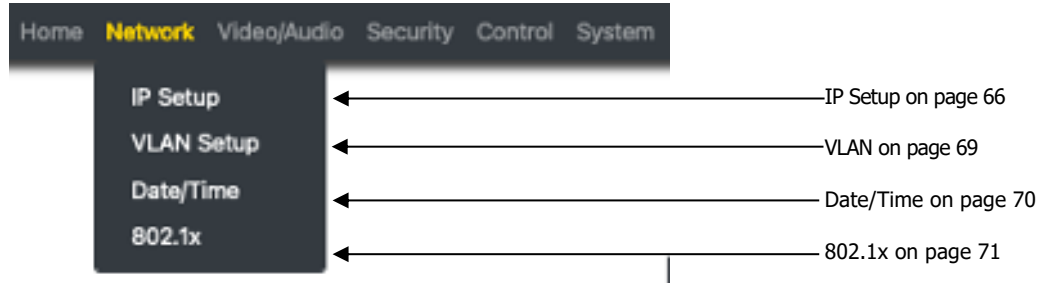 Home Network Video/Audio Security Control System
IP Setup IP Setup on page 66
VLAN Setup VLAN on page 69
Date/Time Date/Time on page 70
802.1x 802.1x on page 71